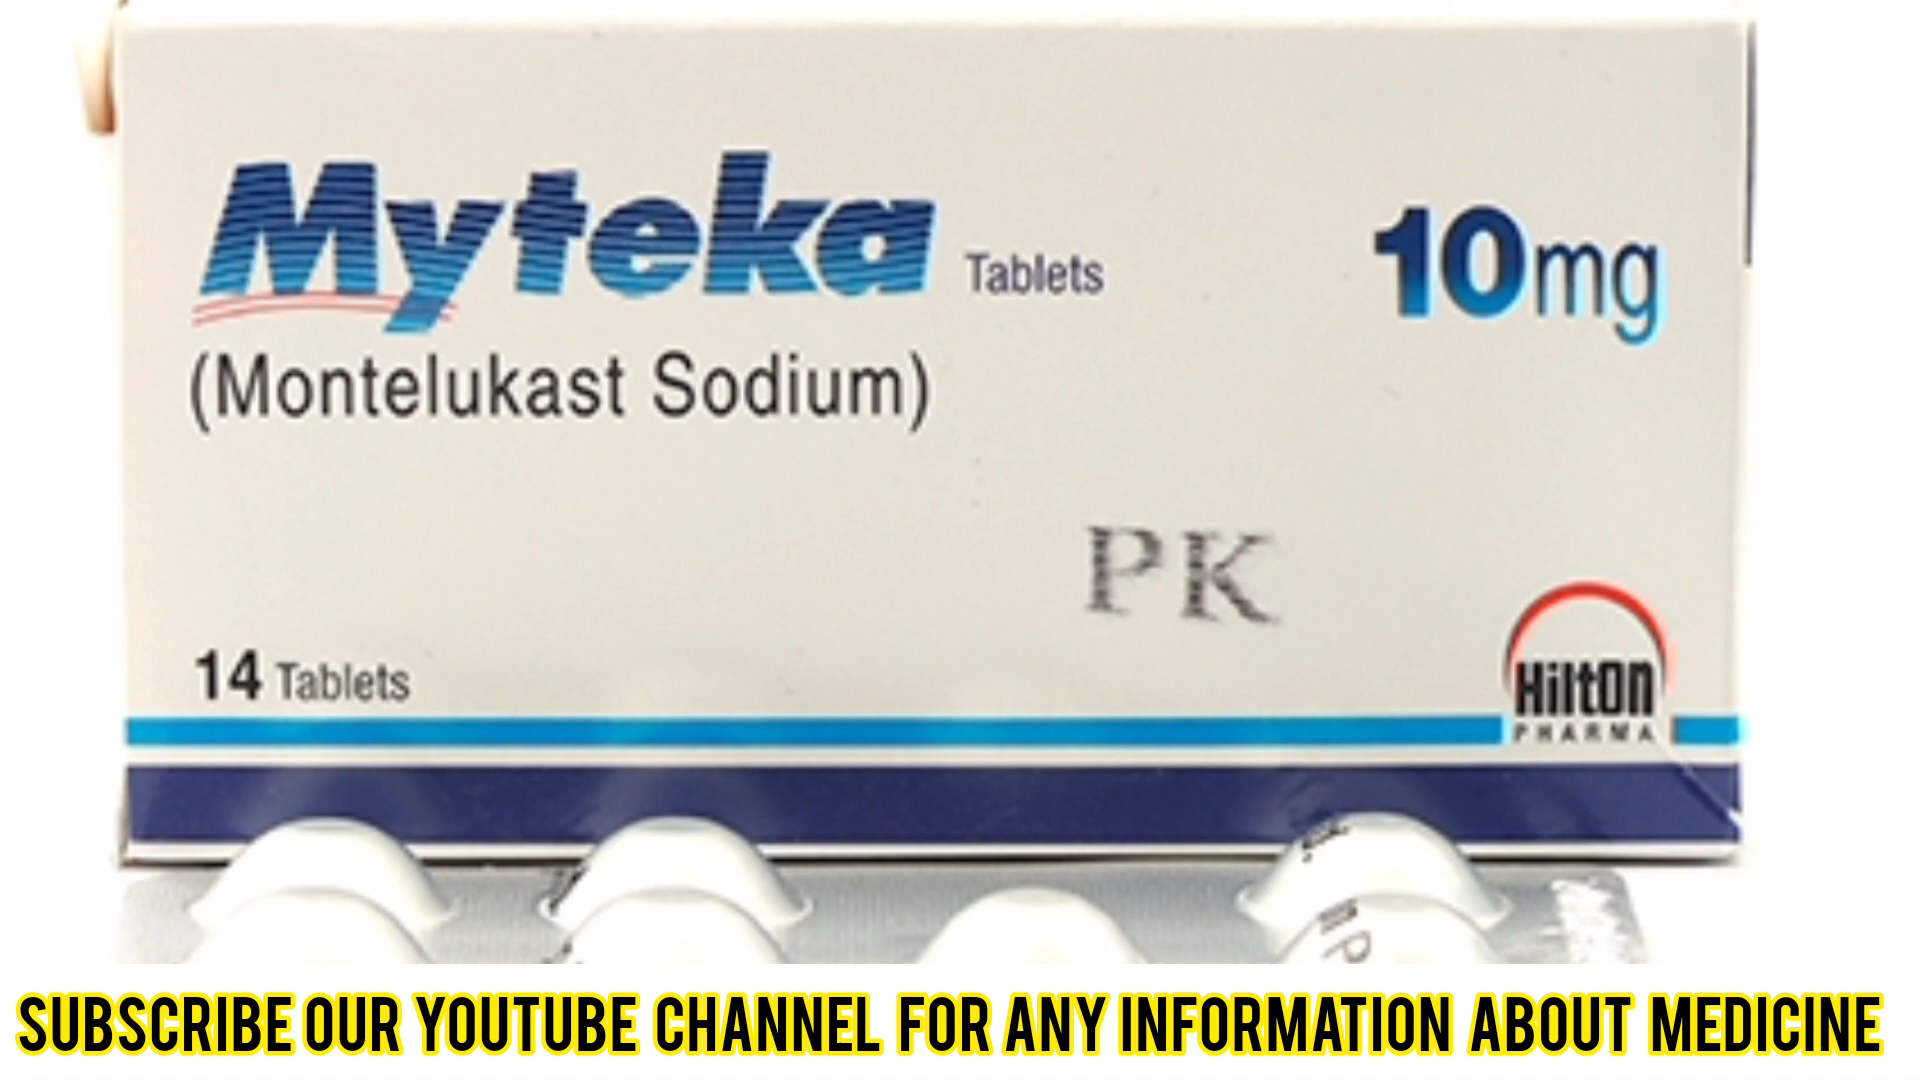 Myteka Tablets 10mg
(Montelukast Sodium)
PK
14 Tablets
Hilton
PHARMA
SUBSCRIBE OUR YOUTUBE CHANNEL FOR ANY INFORMATION ABOUT MEDICINE